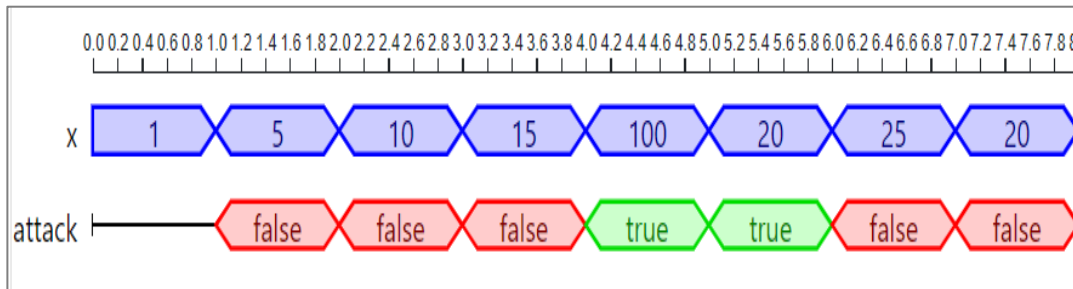 0.0 0.2 0.4 0.6 0.8 1.0 1.2 1.4 1.6 1.8 2.0 2.2 2.4 2.6 2.8 3.0 3.2 3.4 3.6 3.8 4.0 4.2 4.4 4.6 4.8 5.0 5.2 5.4 5.6 5.8 6.0 6.2 6.4 6.6 6.8 7.0 7.2 7.4 7.6 7.8 8
x 1 5 10 15 100 20 25 20
attack false false false true true false false